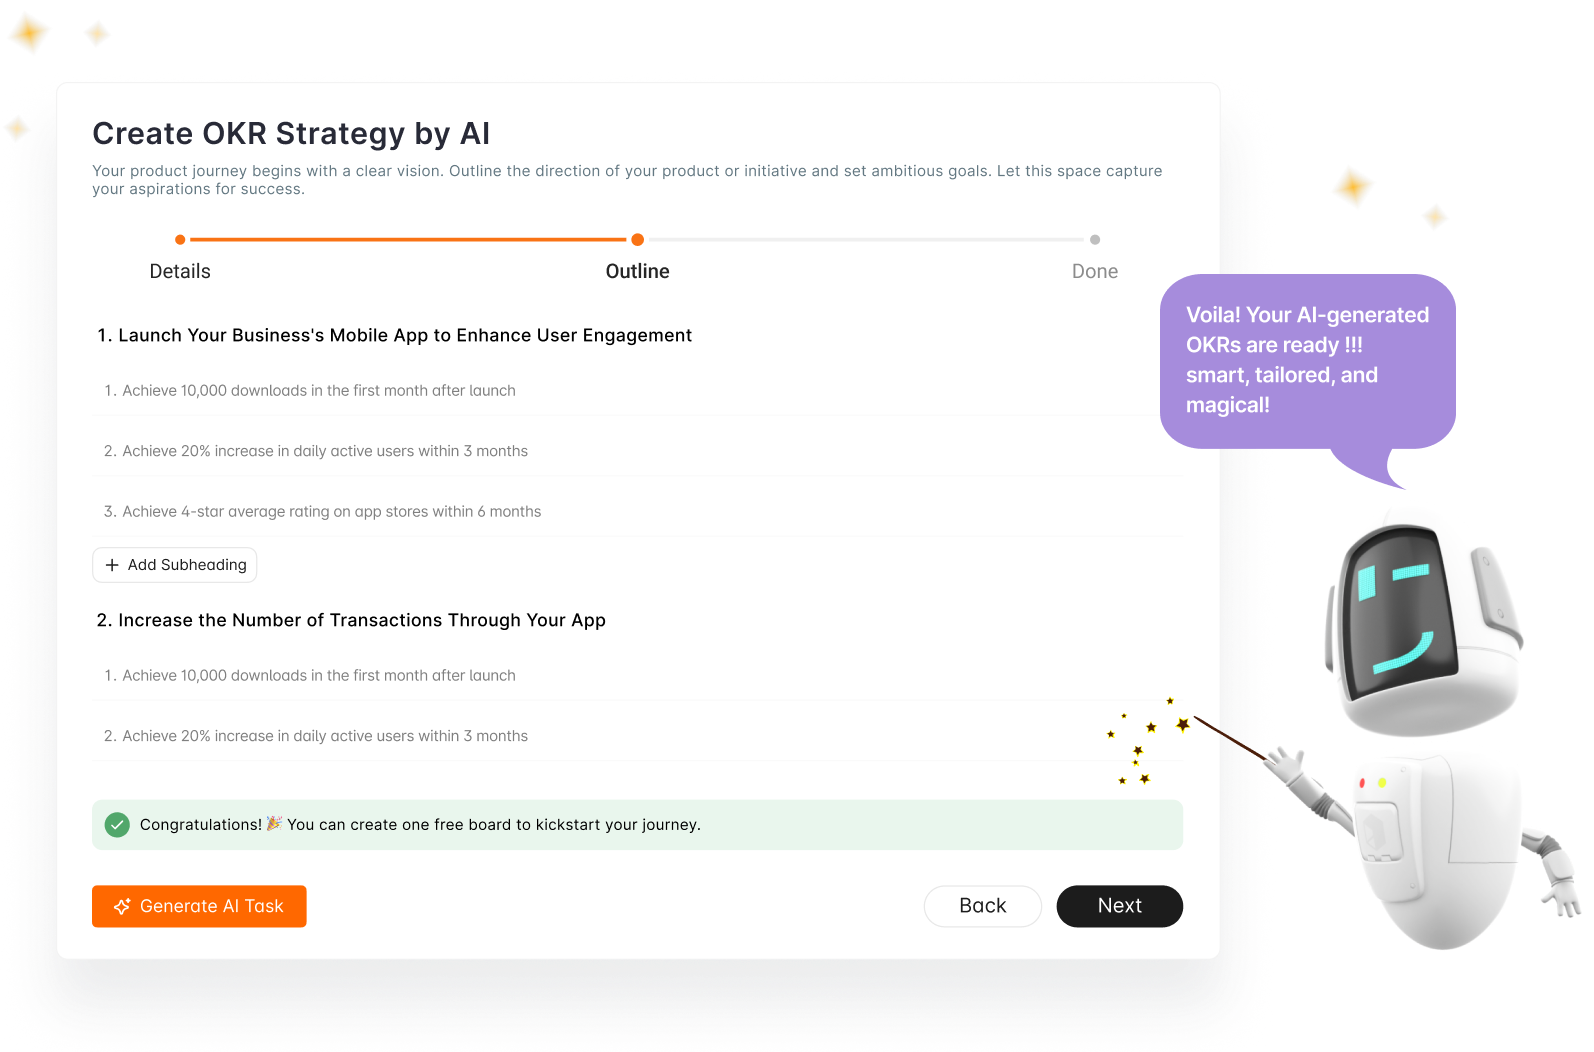 Create OKR Strategy by AI
Your product journey begins with a clear vision. Outline the direction of your product or initiative and set ambitious goals. Let this space capture
your aspirations for success.
Details
Outline
Done
1. Launch Your Business's Mobile App to Enhance User Engagement
1. Achieve 10,000 downloads in the first month after launch
2. Achieve 20% increase in daily active users within 3 months
3. Achieve 4-star average rating on app stores within 6 months
+ Add Subheading
2. Increase the Number of Transactions Through Your App
1. Achieve 10,000 downloads in the first month after launch
2. Achieve 20% increase in daily active users within 3 months
Congratulations! 🎉 You can create one free board to kickstart your journey.
Generate AI Task
Back
Next
Voila! Your AI-generated
OKRs are ready !!!
smart, tailored, and
magical!